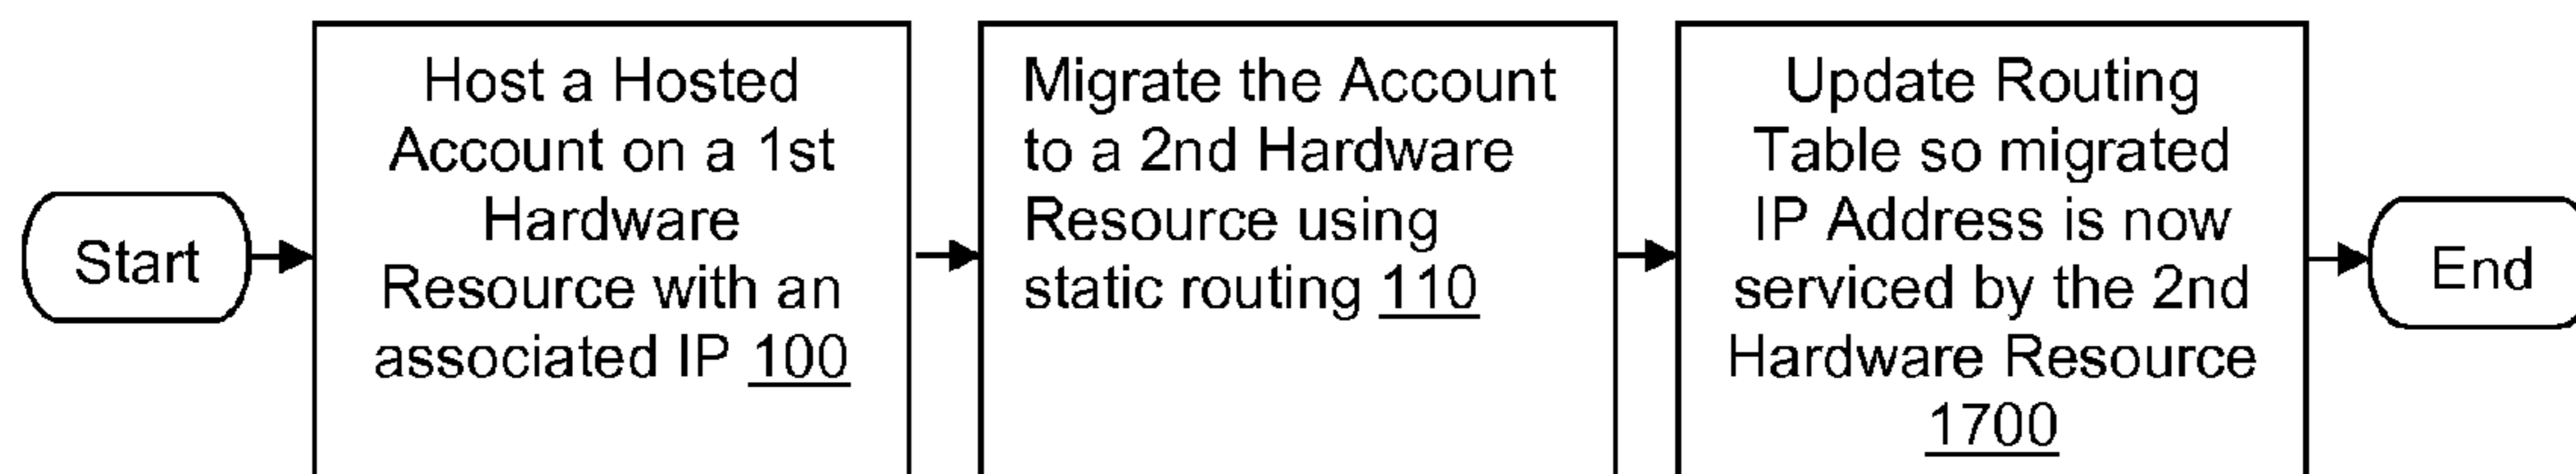 Start
Host a Hosted
Account on a 1st
Hardware
Resource with an
associated IP 100
Migrate the Account
to a 2nd Hardware
Resource using
static routing 110
Update Routing
Table so migrated
IP Address is now
serviced by the 2nd
Hardware Resource
1700
End